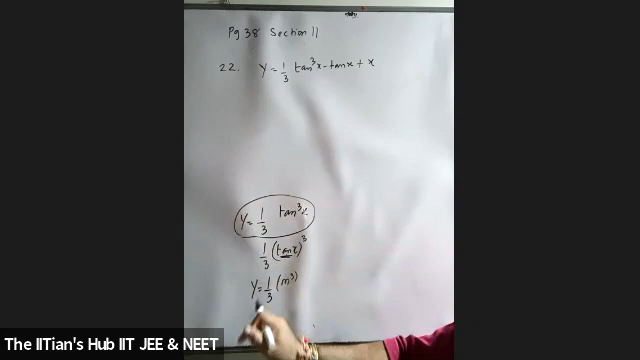 Pg 38 Section 11
22. y = 1/3 tan³x - tanx + x
y = 1/3 tan³x
1/3 (tanx)³
y = 1/3 (m³)
The IITian's Hub IIT JEE & NEET